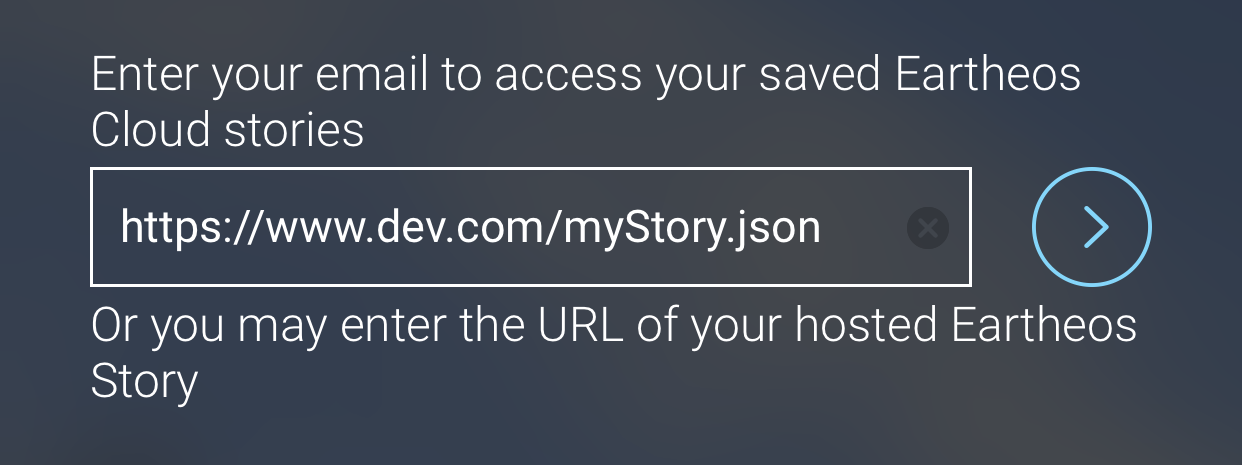 Enter your email to access your saved Eartheos
Cloud stories
https://www.dev.com/myStory.json
Or you may enter the URL of your hosted Eartheos
Story